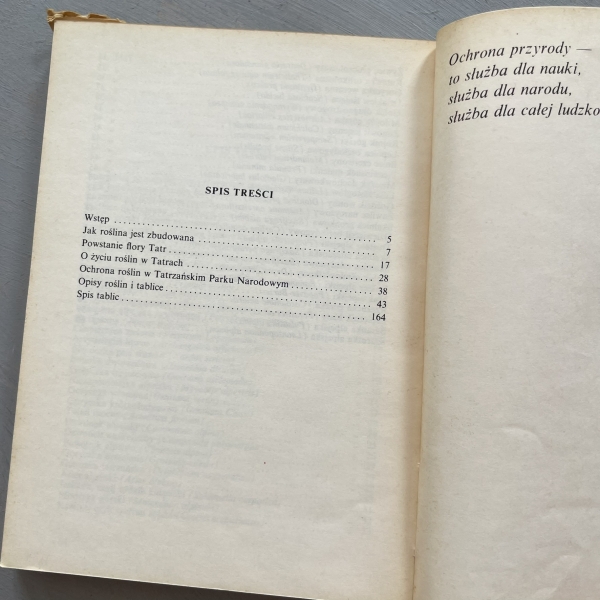 SPIS TREŚCI
Wstęp 5
Jak roślina jest zbudowana 7
Powstanie flory Tatr 17
O życiu roślin w Tatrach 28
Ochrona roślin w Tatrzańskim Parku Narodowym 38
Opisy roślin i tablice 43
Spis tablic 164
Ochrona przyrody —
to służba dla nauki,
służba dla narodu,
służba dla całej ludzko